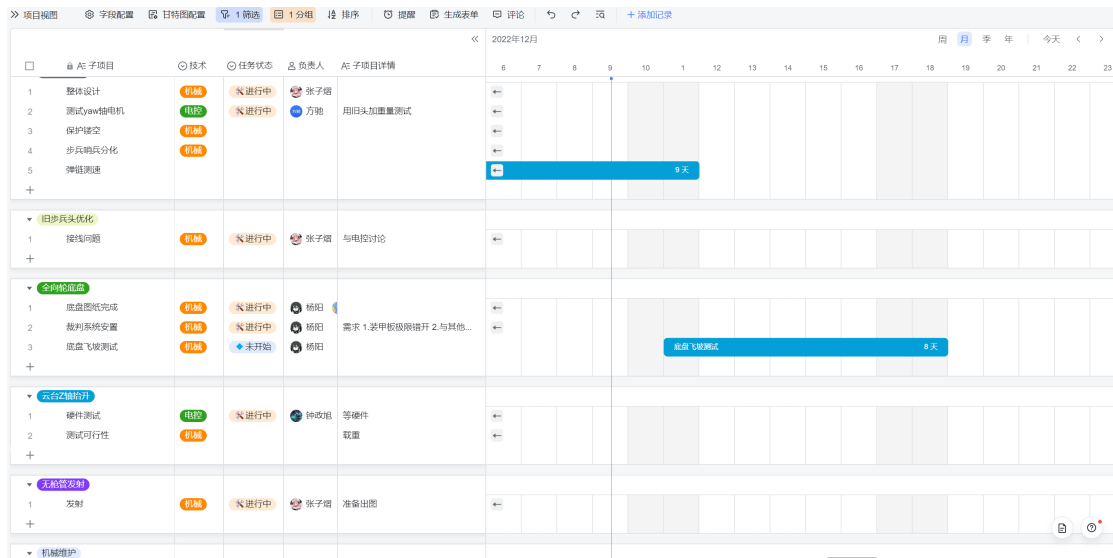 项目视图 字段配置 甘特图配置 1 筛选 1 分组 排序 提醒 生成表单 评论 添加记录
2022年12月 周 月 季 年 今天
子项目 技术 任务状态 负责人 子项目详情 6 7 8 9 10 1 12 13 14 15 16 17 18 19 20 21 22 23
1 整体设计 机械 进行中 张子熠
2 测试yaw轴电机 电控 进行中 方驰 用旧头加重量测试
3 保护镂空 机械
4 步兵哨兵分化 机械
5 弹链测速 9 天
旧步兵头优化
1 接线问题 机械 进行中 张子熠 与电控讨论
全向轮底盘
1 底盘图纸完成 机械 进行中 杨阳
2 裁判系统安置 机械 进行中 杨阳 需求 1.装甲板极限错开 2.与其他...
3 底盘飞坡测试 机械 未开始 杨阳 底盘飞坡测试 8 天
云台Z轴抬升
1 硬件测试 电控 进行中 钟政旭 等硬件
2 测试可行性 机械 载重
无枪管发射
1 发射 机械 进行中 张子熠 准备出图
机械维护